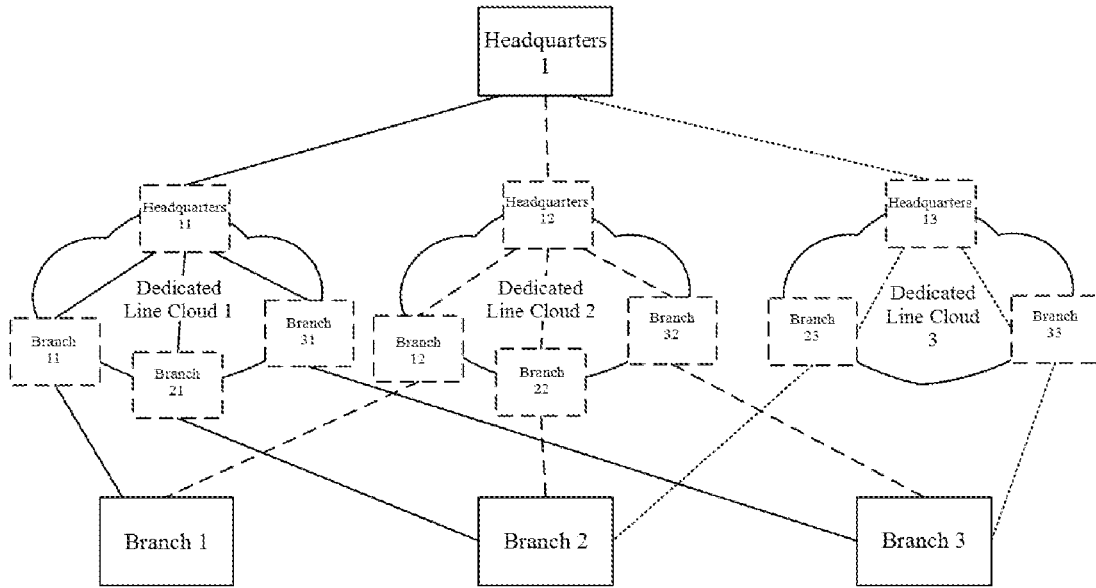 Headquarters
1
Headquarters
11
Headquarters
12
Headquarters
13
Dedicated
Line Cloud 1
Dedicated
Line Cloud 2
Dedicated
Line Cloud
3
Branch
11
Branch
21
Branch
31
Branch
12
Branch
22
Branch
32
Branch
23
Branch
33
Branch 1
Branch 2
Branch 3